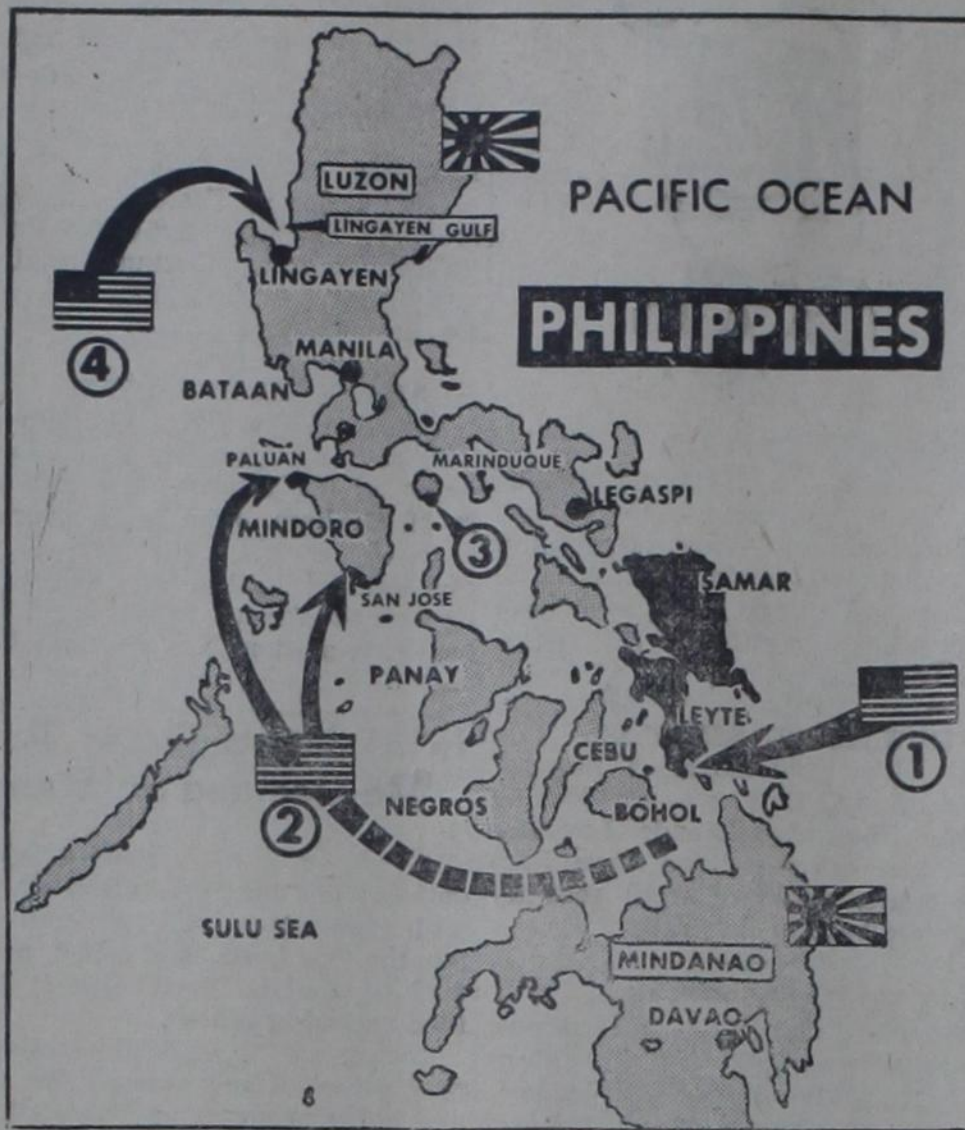 LUZON
PACIFIC OCEAN
LINGAYEN GULF
LINGAYEN
PHILIPPINES
4
MANILA
BATAAN
PALUAN
MARINDUQUE
LEGASPI
MINDORO
3
SAMAR
SAN JOSE
PANAY
LEYTE
CEBU
1
NEGROS
BOHOL
2
SULU SEA
MINDANAO
DAVAO
6